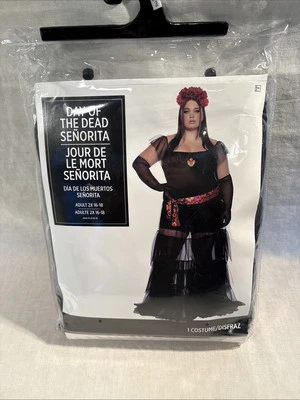 DAY OF
THE DEAD
SEÑORITA
JOUR DE
LE MORT
SEÑORITA
DÍA DE LOS MUERTOS
SEÑORITA
ADULT 2X 16-18
ADULTE 2X 16-18
1 COSTUME/DISFRAZ